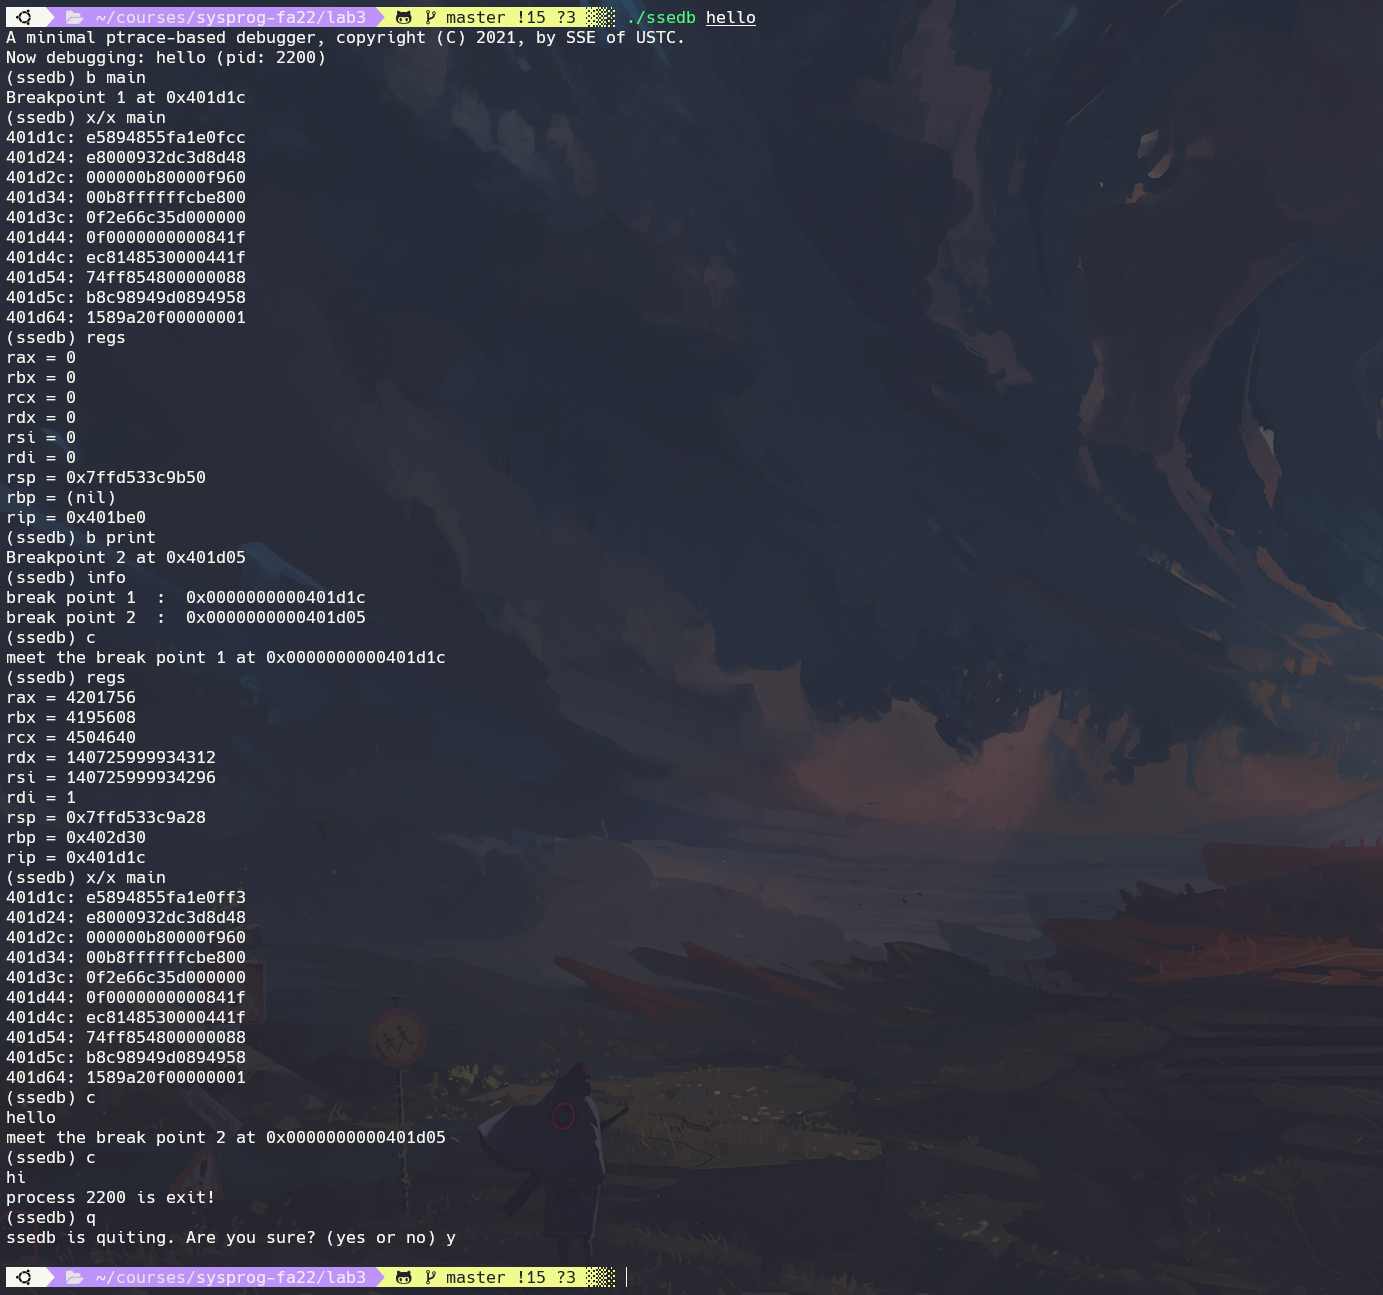 ~/courses/sysprog-fa22/lab3 master !15 ?3 ./ssedb hello
A minimal ptrace-based debugger, copyright (C) 2021, by SSE of USTC.
Now debugging: hello (pid: 2200)
(ssedb) b main
Breakpoint 1 at 0x401d1c
(ssedb) x/x main
401d1c: e5894855fa1e0fcc
401d24: e8000932dc3d8d48
401d2c: 000000b80000f960
401d34: 00b8ffffffcbe800
401d3c: 0f2e66c35d000000
401d44: 0f0000000000841f
401d4c: ec8148530000441f
401d54: 74ff854800000088
401d5c: b8c98949d0894958
401d64: 1589a20f00000001
(ssedb) regs
rax = 0
rbx = 0
rcx = 0
rdx = 0
rsi = 0
rdi = 0
rsp = 0x7ffd533c9b50
rbp = (nil)
rip = 0x401be0
(ssedb) b print
Breakpoint 2 at 0x401d05
(ssedb) info
break point 1  :  0x0000000000401d1c
break point 2  :  0x0000000000401d05
(ssedb) c
meet the break point 1 at 0x0000000000401d1c
(ssedb) regs
rax = 4201756
rbx = 4195608
rcx = 4504640
rdx = 140725999934312
rsi = 140725999934296
rdi = 1
rsp = 0x7ffd533c9a28
rbp = 0x402d30
rip = 0x401d1c
(ssedb) x/x main
401d1c: e5894855fa1e0ff3
401d24: e8000932dc3d8d48
401d2c: 000000b80000f960
401d34: 00b8ffffffcbe800
401d3c: 0f2e66c35d000000
401d44: 0f0000000000841f
401d4c: ec8148530000441f
401d54: 74ff854800000088
401d5c: b8c98949d0894958
401d64: 1589a20f00000001
(ssedb) c
hello
meet the break point 2 at 0x0000000000401d05
(ssedb) c
hi
process 2200 is exit!
(ssedb) q
ssedb is quiting. Are you sure? (yes or no) y
~/courses/sysprog-fa22/lab3 master !15 ?3